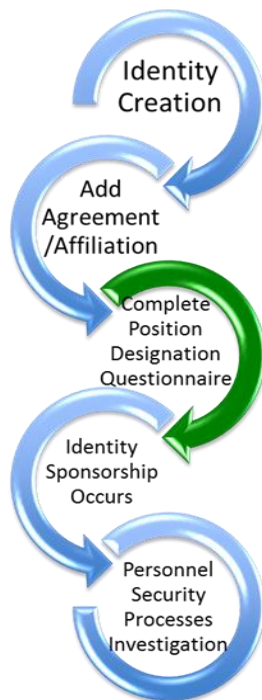 Identity
Creation
Add
Agreement
/Affiliation
Complete
Position
Designation
Questionnaire
Identity
Sponsorship
Occurs
Personnel
Security
Processes
Investigation